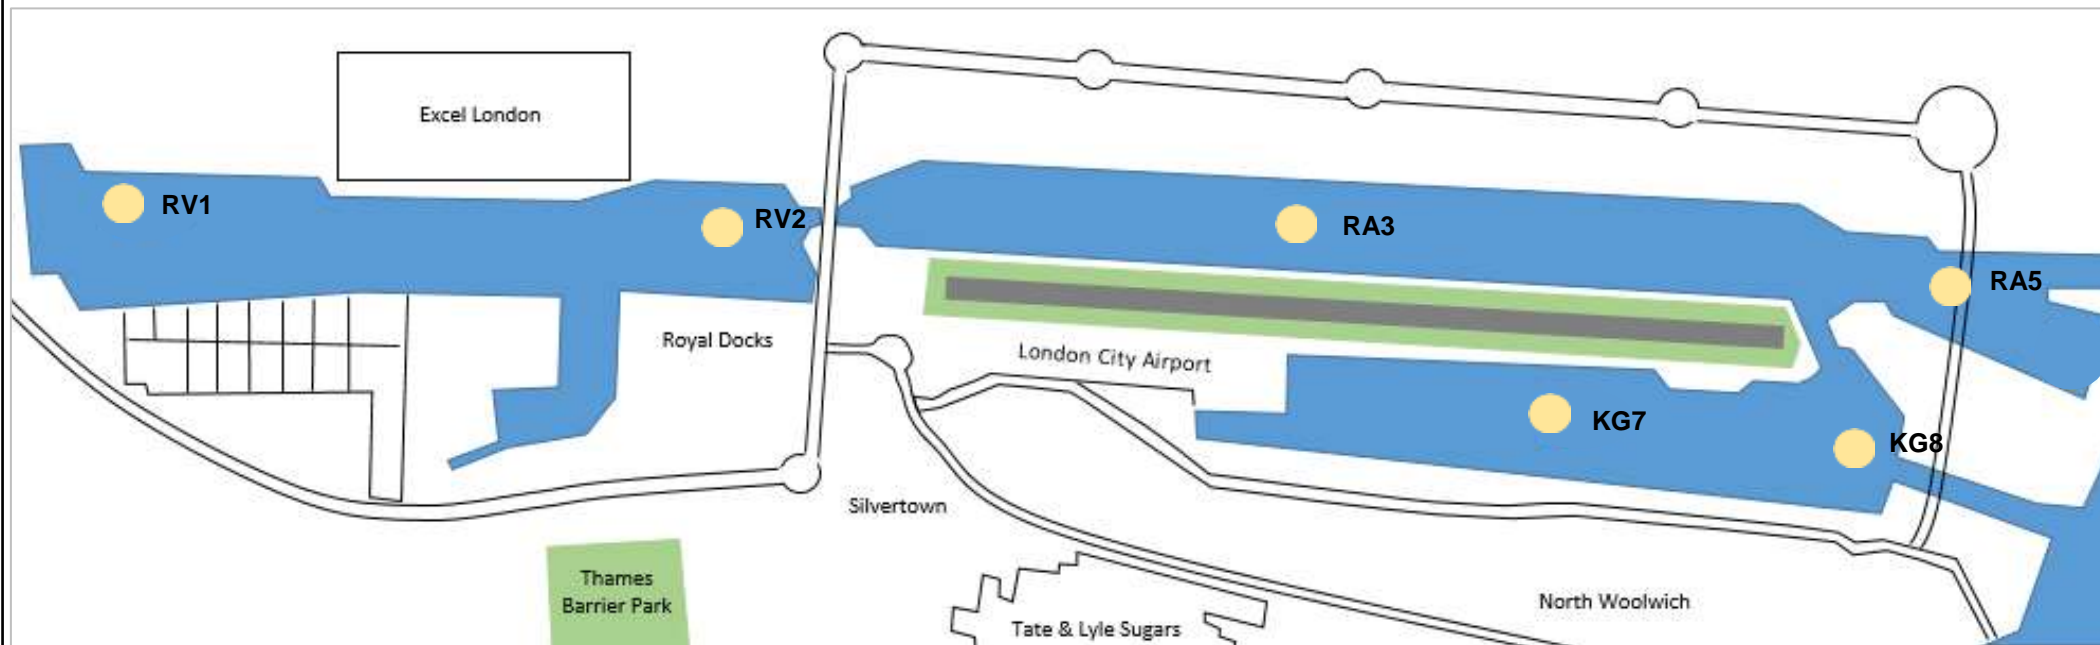 Excel London
RV1
RV2
RA3
RA5
Royal Docks
London City Airport
KG7
KG8
Silvertown
Thames
Barrier Park
North Woolwich
Tate & Lyle Sugars